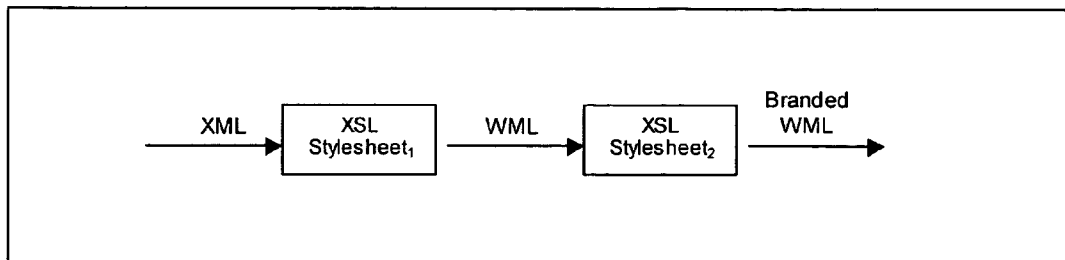 XML
XSL
Stylesheet₁
WML
XSL
Stylesheet₂
Branded
WML